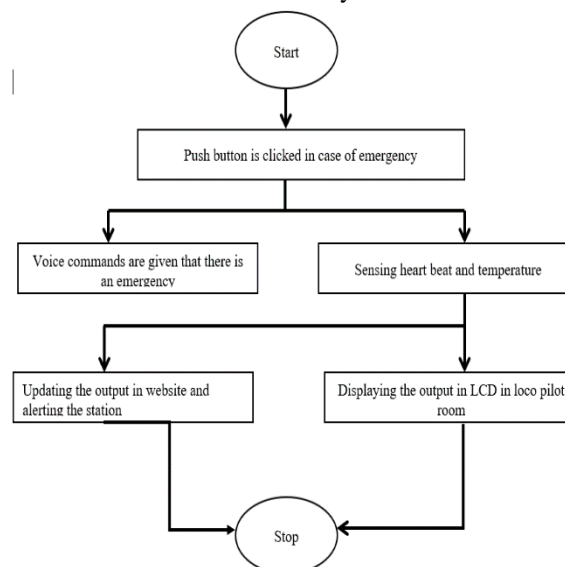 Start
Push button is clicked in case of emergency
Voice commands are given that there is
an emergency
Sensing heart beat and temperature
Updating the output in website and
alerting the station
Displaying the output in LCD in loco pilot
room
Stop